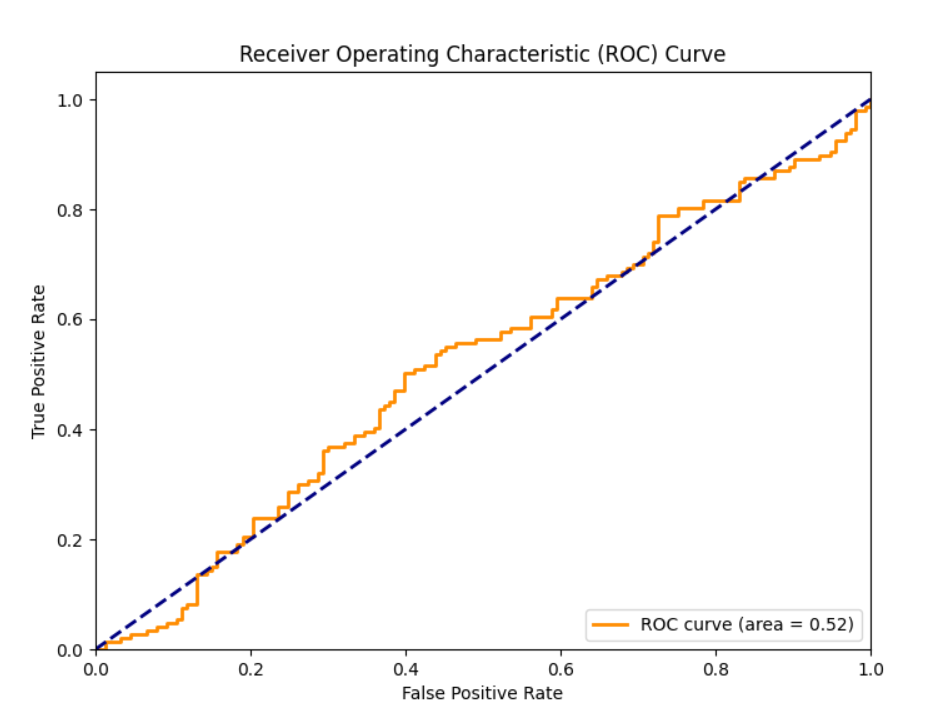 Receiver Operating Characteristic (ROC) Curve
1.0
0.8
0.6
0.4
0.2
0.0
True Positive Rate
ROC curve (area = 0.52)
0.0 0.2 0.4 0.6 0.8 1.0
False Positive Rate